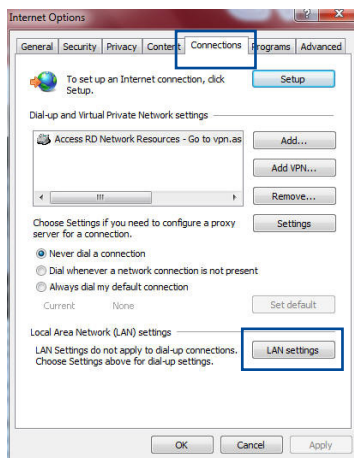 Internet Options
General Security Privacy Content Connections Programs Advanced
To set up an Internet connection, click
Setup.
Setup
Dial-up and Virtual Private Network settings
Access RD Network Resources - Go to vpn.as
Add...
Add VPN...
Remove...
Choose Settings if you need to configure a proxy
server for a connection.
Settings
Never dial a connection
Dial whenever a network connection is not present
Always dial my default connection
Current None
Set default
Local Area Network (LAN) settings
LAN Settings do not apply to dial-up connections.
Choose Settings above for dial-up settings.
LAN settings
OK Cancel Apply